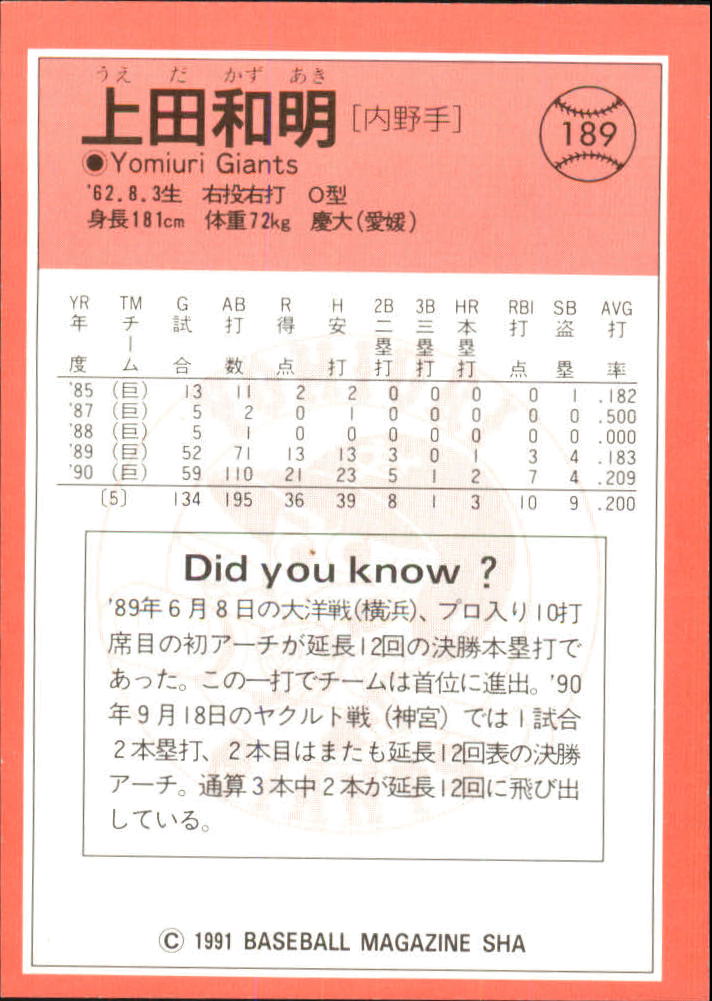 うえ だ かず あき
上田和明 [内野手]
189
●Yomiuri Giants
'62.8.3生 右投右打 O型
身長181cm 体重72kg 慶大(愛媛)
YR TM G AB R H 2B 3B HR RBI SB AVG
年度 チーム 試合 打数 得点 安打 二塁打 三塁打 本塁打 打点 盗塁 打率
'85 (巨) 13 11 2 2 0 0 0 0 1 .182
'87 (巨) 5 2 0 1 0 0 0 0 0 .500
'88 (巨) 5 1 0 0 0 0 0 0 0 .000
'89 (巨) 52 71 13 13 3 0 1 3 4 .183
'90 (巨) 59 110 21 23 5 1 2 7 4 .209
〔5〕 134 195 36 39 8 1 3 10 9 .200
Did you know ?
'89年6月8日の大洋戦(横浜)、プロ入り10打
席目の初アーチが延長12回の決勝本塁打で
あった。この一打でチームは首位に進出。'90
年9月18日のヤクルト戦（神宮）では1試合
2本塁打、2本目はまたも延長12回表の決勝
アーチ。通算3本中2本が延長12回に飛び出
している。
© 1991 BASEBALL MAGAZINE SHA